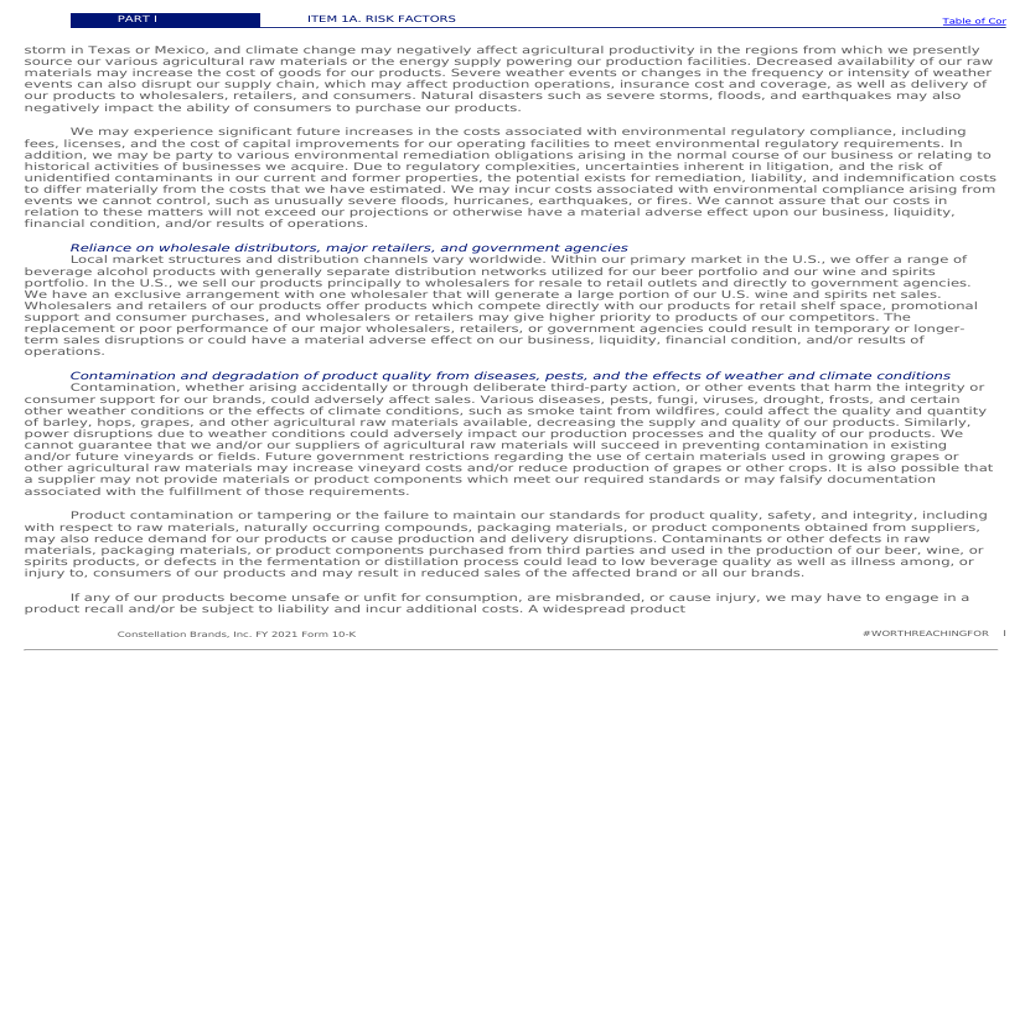 PART I ITEM 1A. RISK FACTORS Table of Cor
storm in Texas or Mexico, and climate change may negatively affect agricultural productivity in the regions from which we presently
source our various agricultural raw materials or the energy supply powering our production facilities. Decreased availability of our raw
materials may increase the cost of goods for our products. Severe weather events or changes in the frequency or intensity of weather
events can also disrupt our supply chain, which may affect production operations, insurance cost and coverage, as well as delivery of
our products to wholesalers, retailers, and consumers. Natural disasters such as severe storms, floods, and earthquakes may also
negatively impact the ability of consumers to purchase our products.
We may experience significant future increases in the costs associated with environmental regulatory compliance, including
fees, licenses, and the cost of capital improvements for our operating facilities to meet environmental regulatory requirements. In
addition, we may be party to various environmental remediation obligations arising in the normal course of our business or relating to
historical activities of businesses we acquire. Due to regulatory complexities, uncertainties inherent in litigation, and the risk of
unidentified contaminants in our current and former properties, the potential exists for remediation, liability, and indemnification costs
to differ materially from the costs that we have estimated. We may incur costs associated with environmental compliance arising from
events we cannot control, such as unusually severe floods, hurricanes, earthquakes, or fires. We cannot assure that our costs in
relation to these matters will not exceed our projections or otherwise have a material adverse effect upon our business, liquidity,
financial condition, and/or results of operations.
Reliance on wholesale distributors, major retailers, and government agencies
Local market structures and distribution channels vary worldwide. Within our primary market in the U.S., we offer a range of
beverage alcohol products with generally separate distribution networks utilized for our beer portfolio and our wine and spirits
portfolio. In the U.S., we sell our products principally to wholesalers for resale to retail outlets and directly to government agencies.
We have an exclusive arrangement with one wholesaler that will generate a large portion of our U.S. wine and spirits net sales.
Wholesalers and retailers of our products offer products which compete directly with our products for retail shelf space, promotional
support and consumer purchases, and wholesalers or retailers may give higher priority to products of our competitors. The
replacement or poor performance of our major wholesalers, retailers, or government agencies could result in temporary or longer-
term sales disruptions or could have a material adverse effect on our business, liquidity, financial condition, and/or results of
operations.
Contamination and degradation of product quality from diseases, pests, and the effects of weather and climate conditions
Contamination, whether arising accidentally or through deliberate third-party action, or other events that harm the integrity or
consumer support for our brands, could adversely affect sales. Various diseases, pests, fungi, viruses, drought, frosts, and certain
other weather conditions or the effects of climate conditions, such as smoke taint from wildfires, could affect the quality and quantity
of barley, hops, grapes, and other agricultural raw materials available, decreasing the supply and quality of our products. Similarly,
power disruptions due to weather conditions could adversely impact our production processes and the quality of our products. We
cannot guarantee that we and/or our suppliers of agricultural raw materials will succeed in preventing contamination in existing
and/or future vineyards or fields. Future government restrictions regarding the use of certain materials used in growing grapes or
other agricultural raw materials may increase vineyard costs and/or reduce production of grapes or other crops. It is also possible that
a supplier may not provide materials or product components which meet our required standards or may falsify documentation
associated with the fulfillment of those requirements.
Product contamination or tampering or the failure to maintain our standards for product quality, safety, and integrity, including
with respect to raw materials, naturally occurring compounds, packaging materials, or product components obtained from suppliers,
may also reduce demand for our products or cause production and delivery disruptions. Contaminants or other defects in raw
materials, packaging materials, or product components purchased from third parties and used in the production of our beer, wine, or
spirits products, or defects in the fermentation or distillation process could lead to low beverage quality as well as illness among, or
injury to, consumers of our products and may result in reduced sales of the affected brand or all our brands.
If any of our products become unsafe or unfit for consumption, are misbranded, or cause injury, we may have to engage in a
product recall and/or be subject to liability and incur additional costs. A widespread product
Constellation Brands, Inc. FY 2021 Form 10-K #WORTHREACHINGFOR I